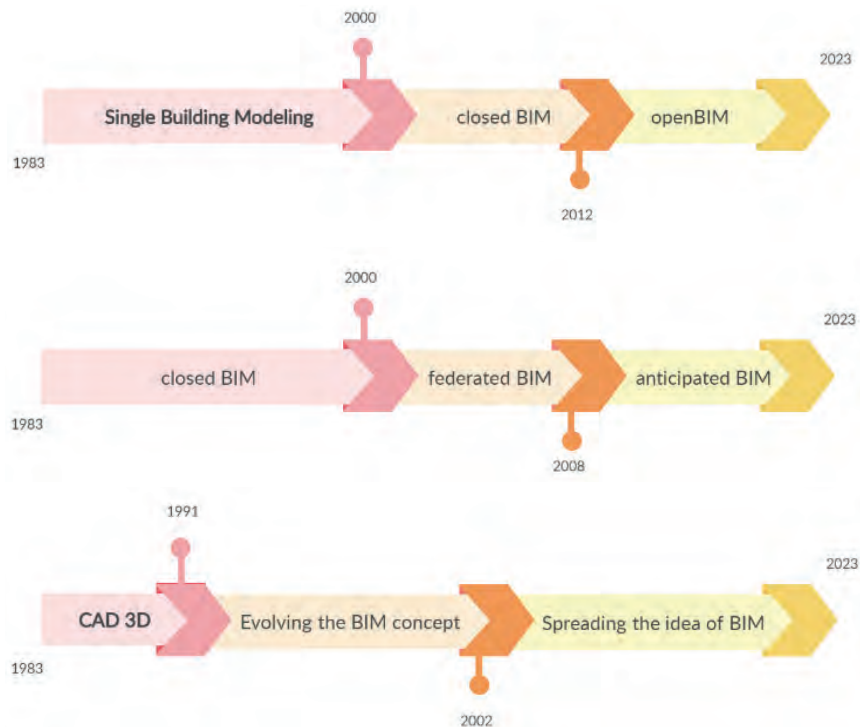 2000
2023
Single Building Modeling
closed BIM
openBIM
1983
2012
2000
2023
closed BIM
federated BIM
anticipated BIM
1983
2008
1991
2023
CAD 3D
Evolving the BIM concept
Spreading the idea of BIM
1983
2002